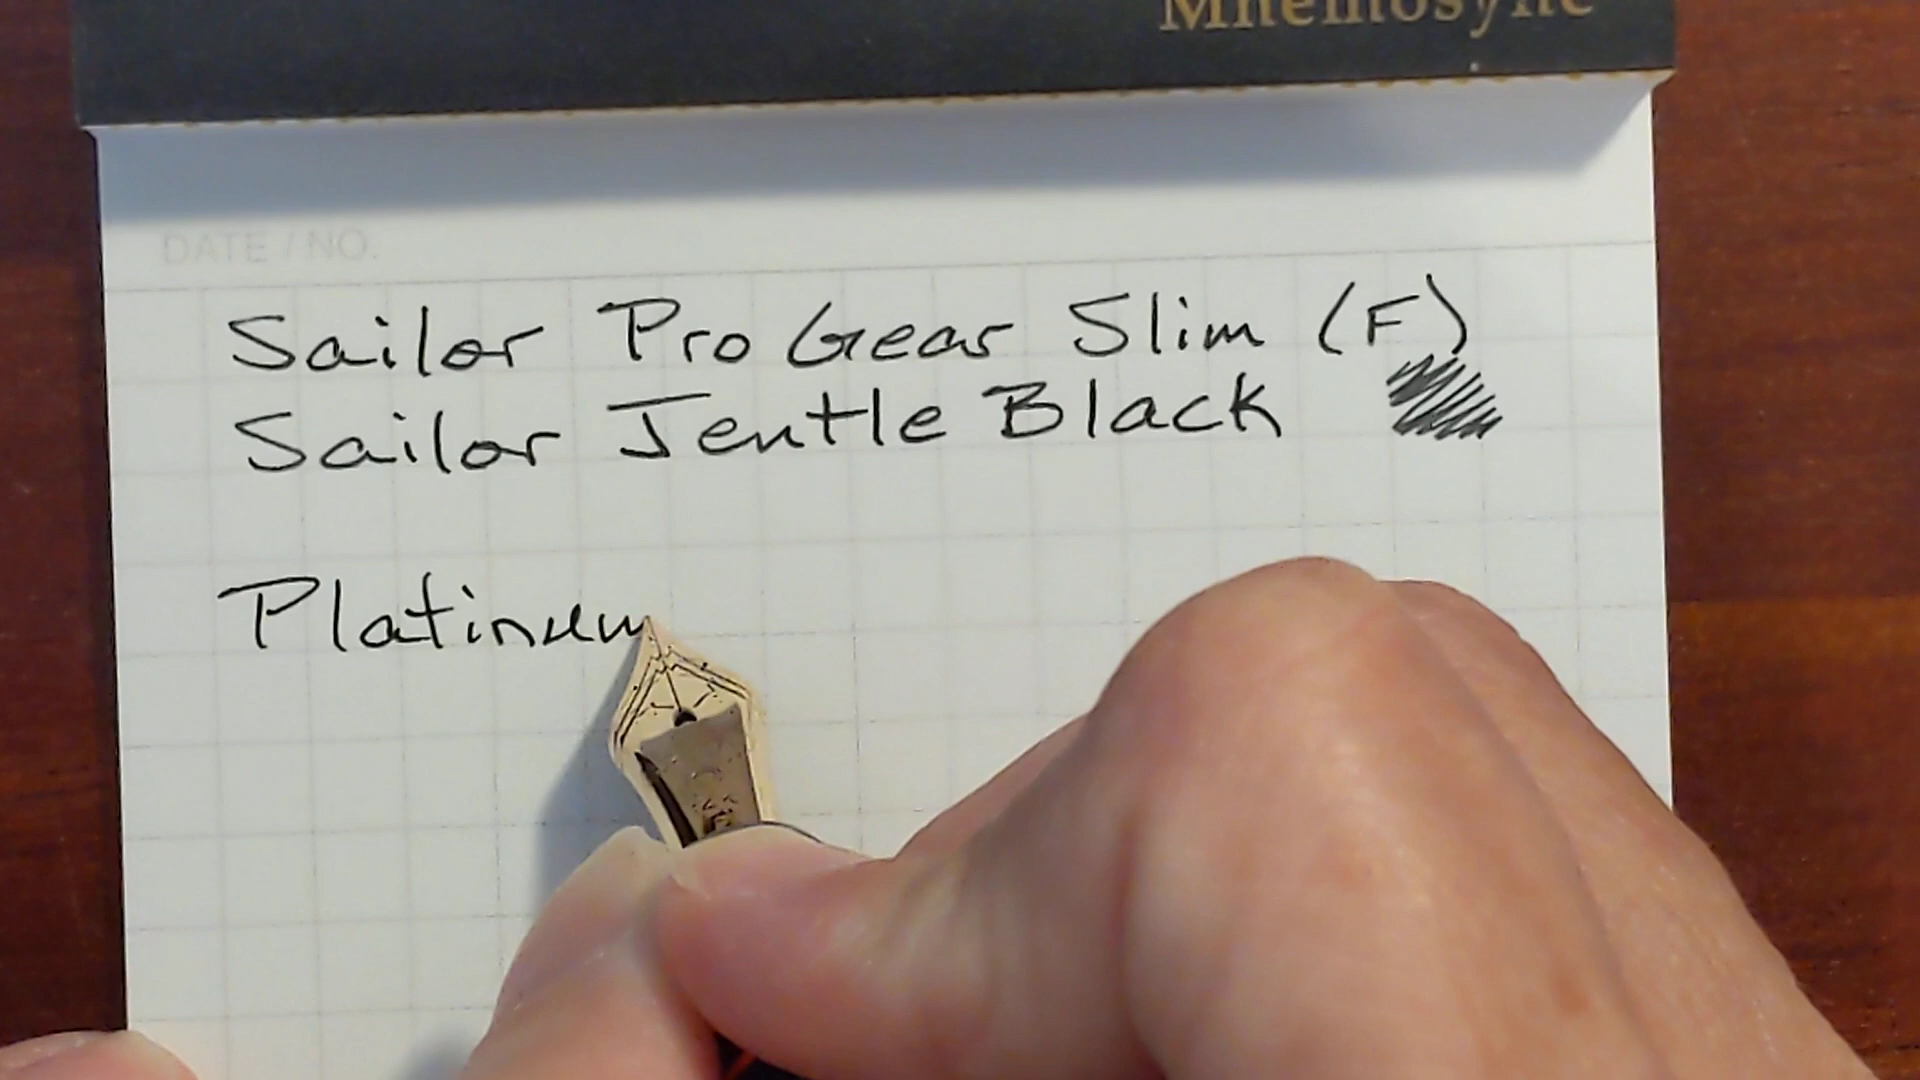 Mnemosyne
DATE / NO.
Sailor Pro Gear Slim (F)
Sailor Jentle Black
Platinum